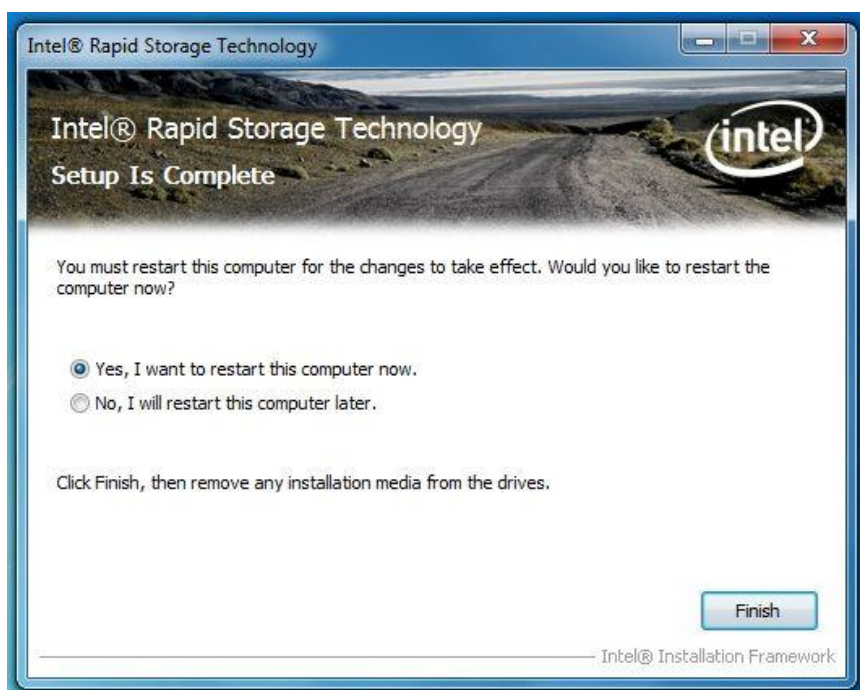 Intel® Rapid Storage Technology
Intel® Rapid Storage Technology
intel
Setup Is Complete
You must restart this computer for the changes to take effect. Would you like to restart the
computer now?
Yes, I want to restart this computer now.
No, I will restart this computer later.
Click Finish, then remove any installation media from the drives.
Finish
Intel® Installation Framework